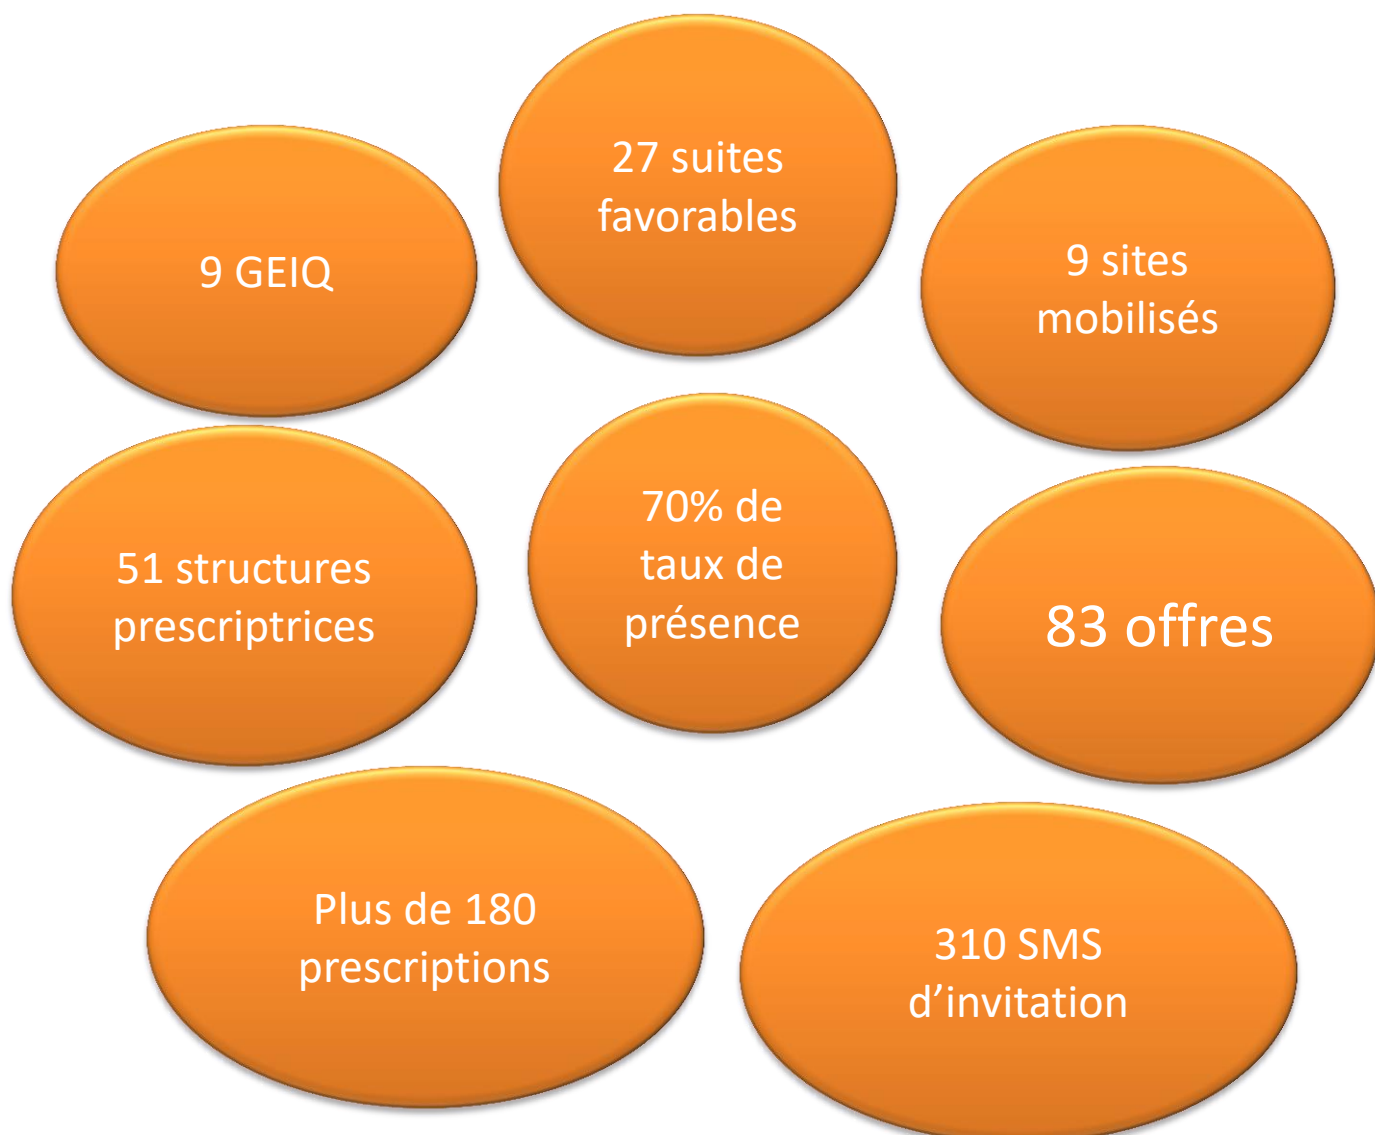 27 suites
favorables
9 GEIQ
9 sites
mobilisés
51 structures
prescriptrices
70% de
taux de
présence
83 offres
Plus de 180
prescriptions
310 SMS
d’invitation